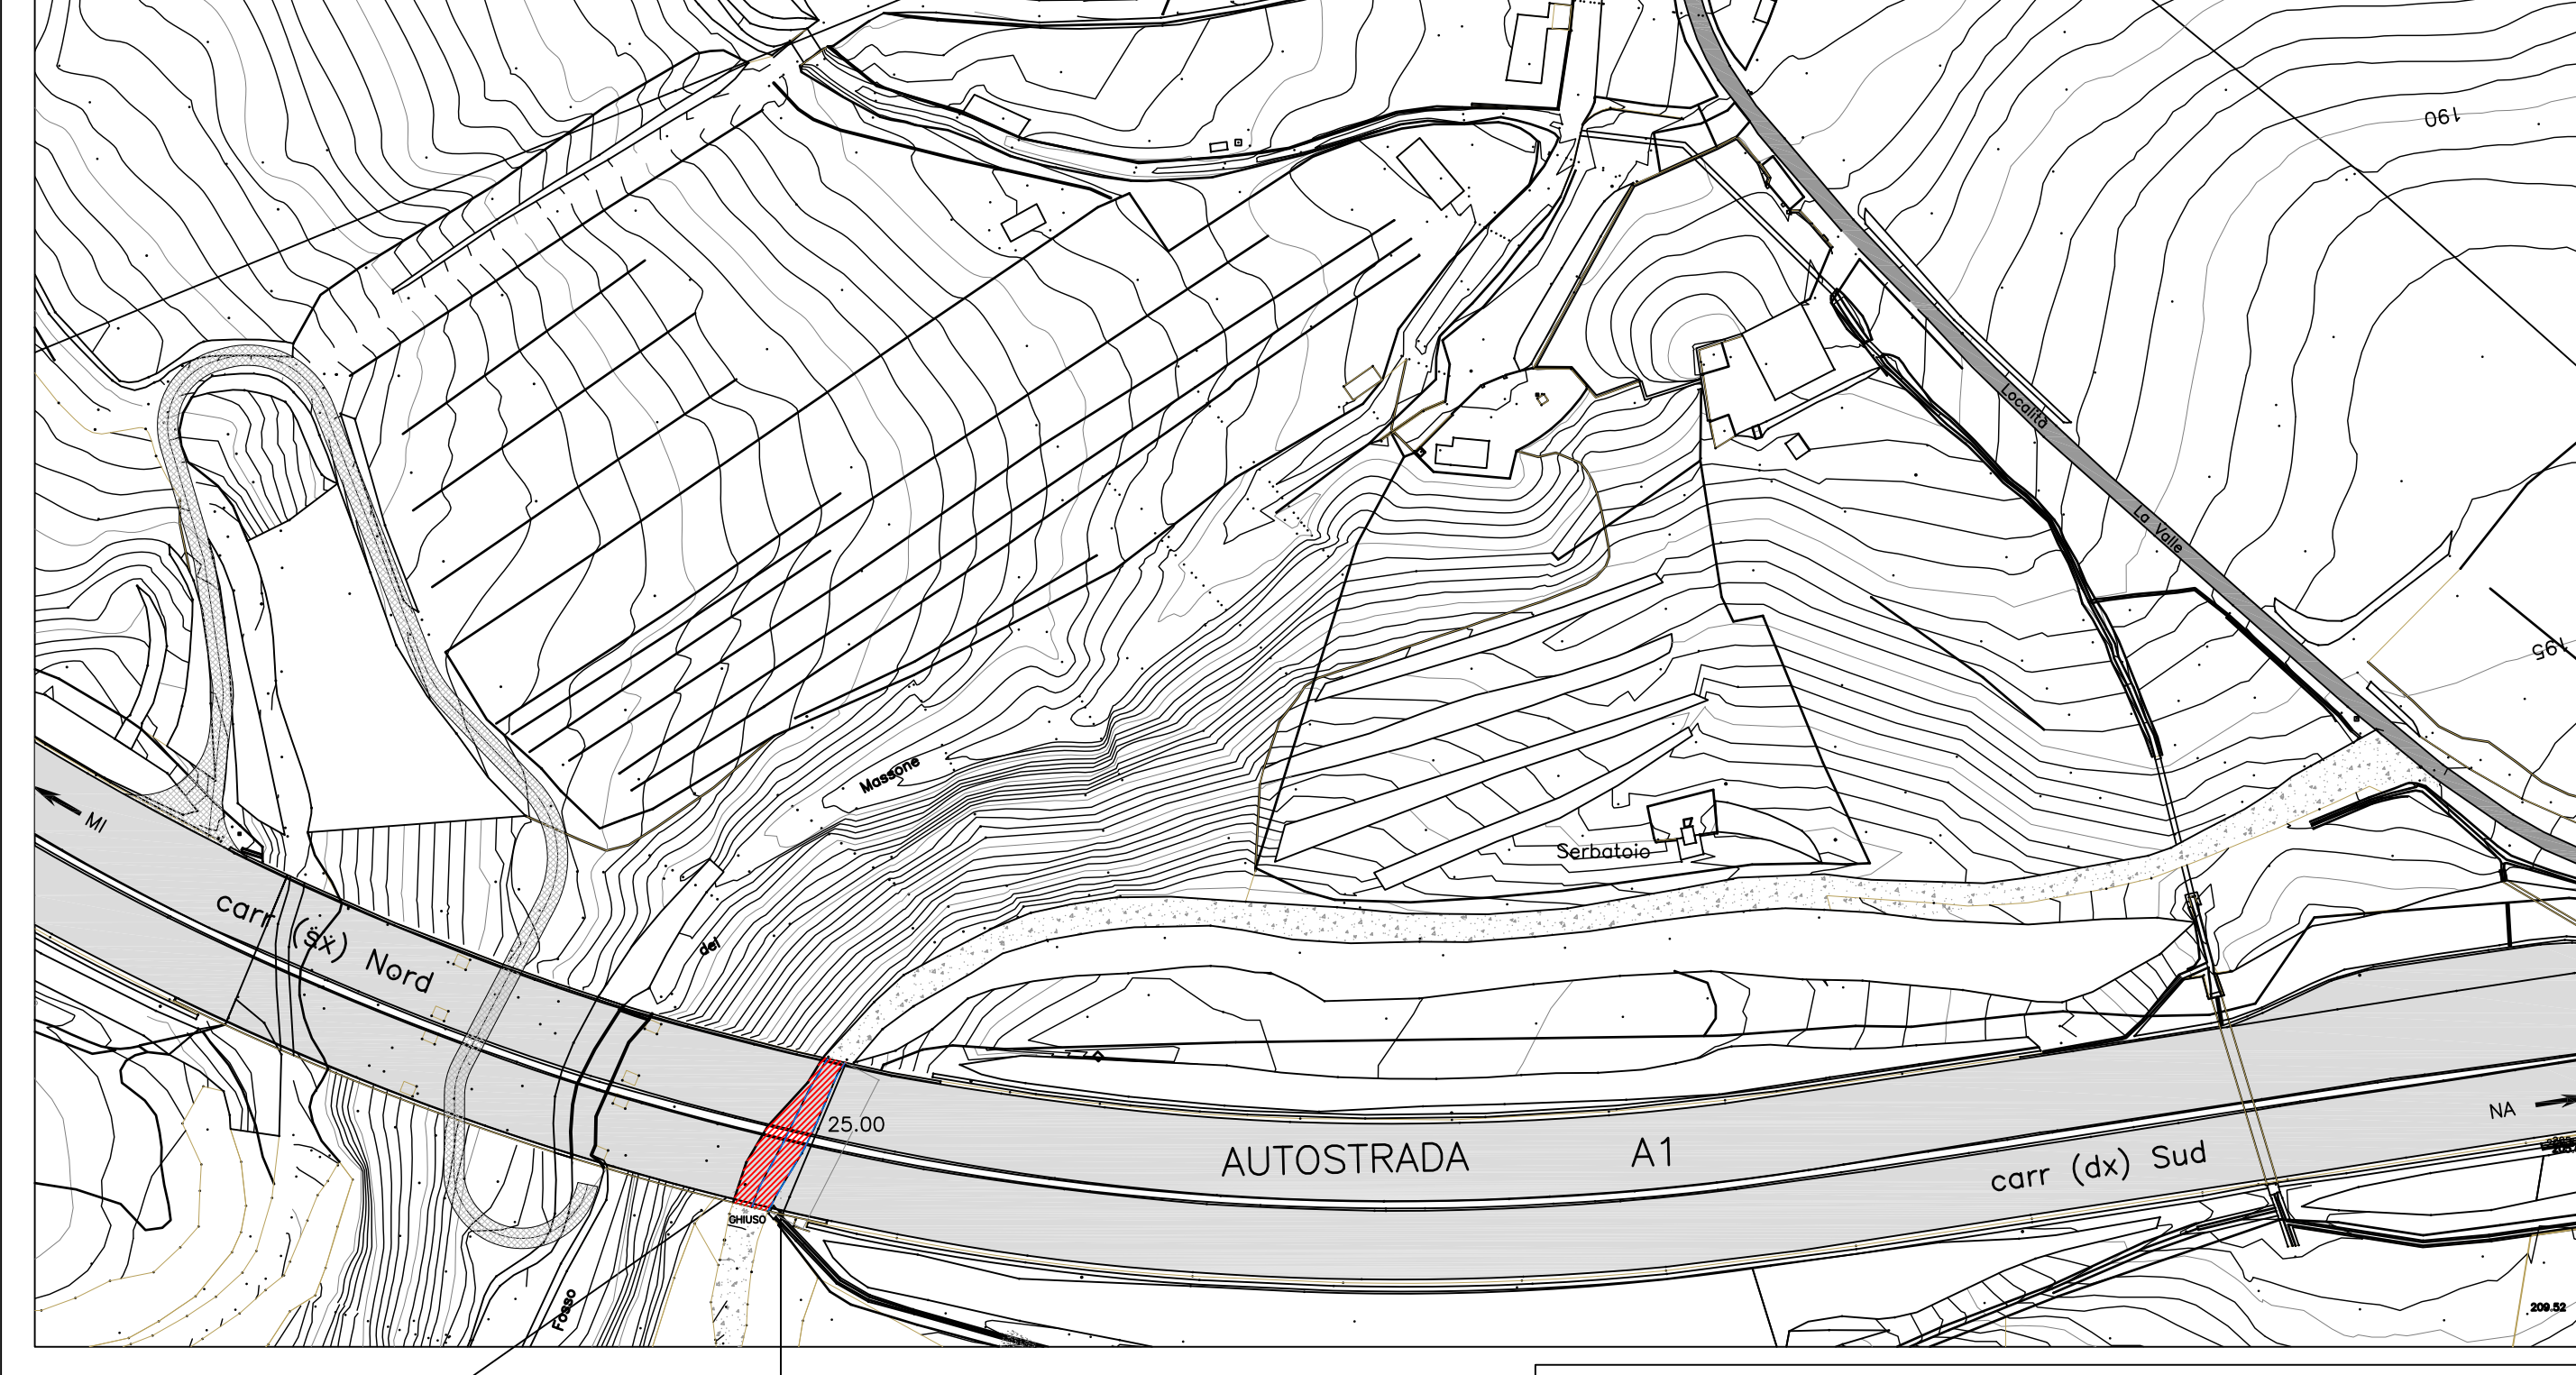 190
Località
La Valle
195
Massone
MI
Serbatoio
carr (sx) Nord
del
25.00
NA
AUTOSTRADA A1
carr (dx) Sud
CHIUSO
Fosso
209.52